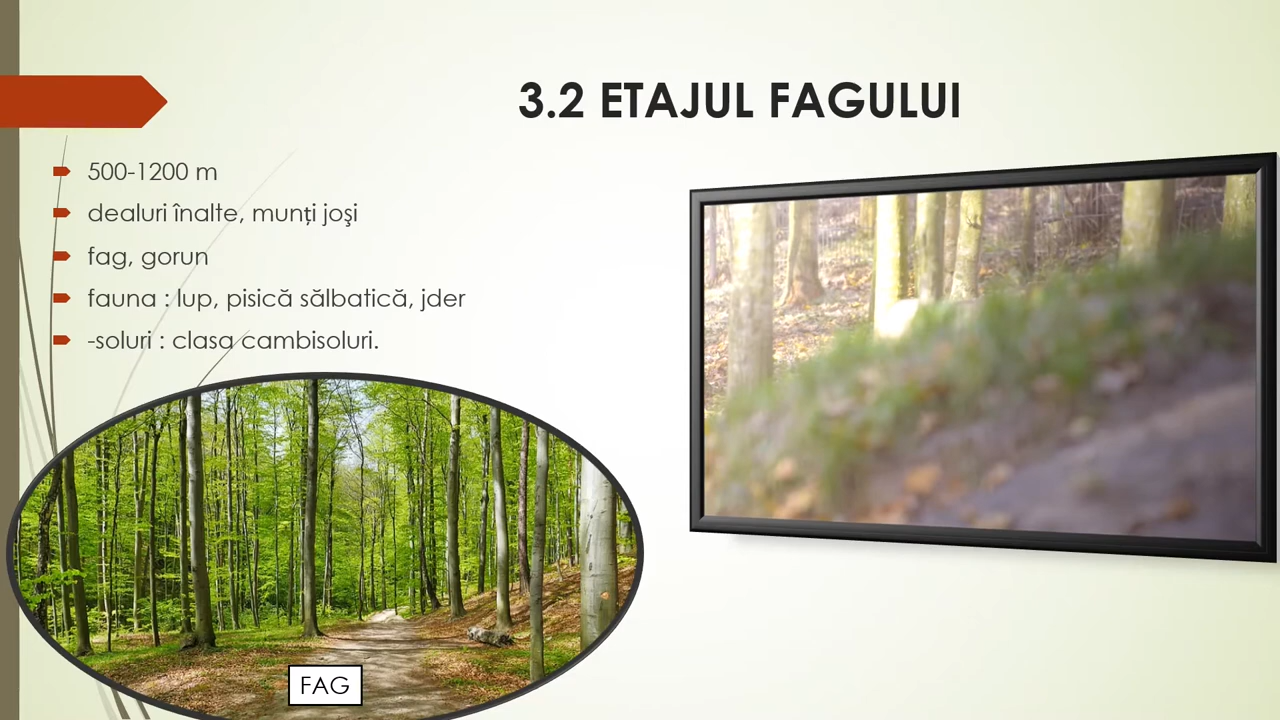 3.2 ETAJUL FAGULUI
500-1200 m
dealuri înalte, munți joşi
fag, gorun
fauna : lup, pisică sălbatică, jder
-soluri : clasa cambisoluri.
FAG